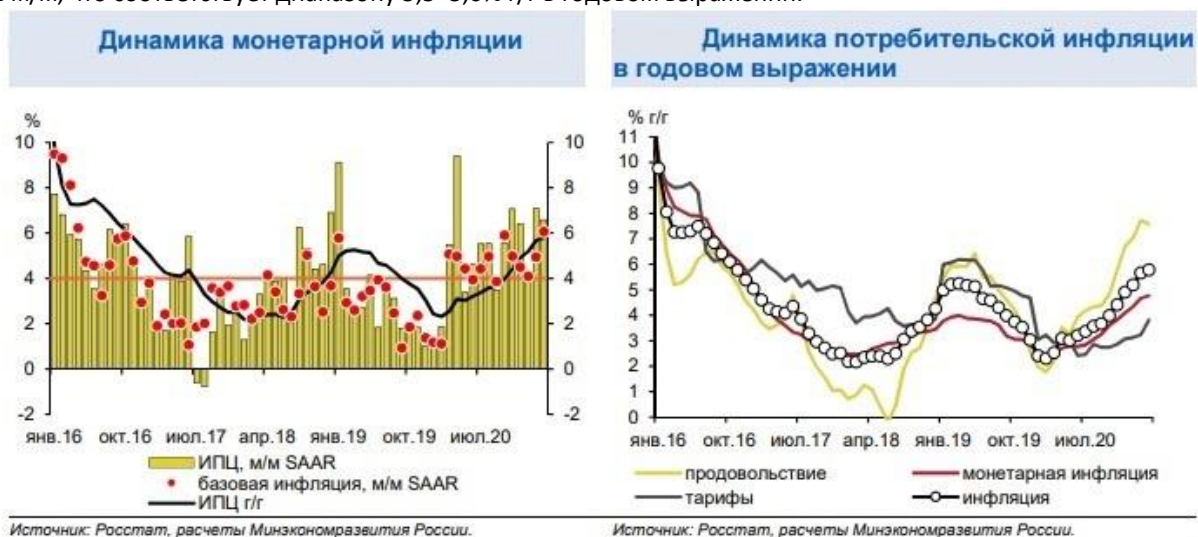 Динамика монетарной инфляции
%
10
8
6
4
2
0
-2
10
8
6
4
2
0
-2
янв.16 окт.16 июл.17 апр.18 янв.19 окт.19 июл.20
ИПЦ, м/м SAAR
базовая инфляция, м/м SAAR
ИПЦ г/г
Источник: Росстат, расчеты Минэкономразвития России.
Динамика потребительской инфляции
в годовом выражении
% г/г
11
10
9
8
7
6
5
4
3
2
1
0
янв.16 окт.16 июл.17 апр.18 янв.19 окт.19 июл.20
продовольствие монетарная инфляция
тарифы инфляция
Источник: Росстат, расчеты Минэкономразвития России.